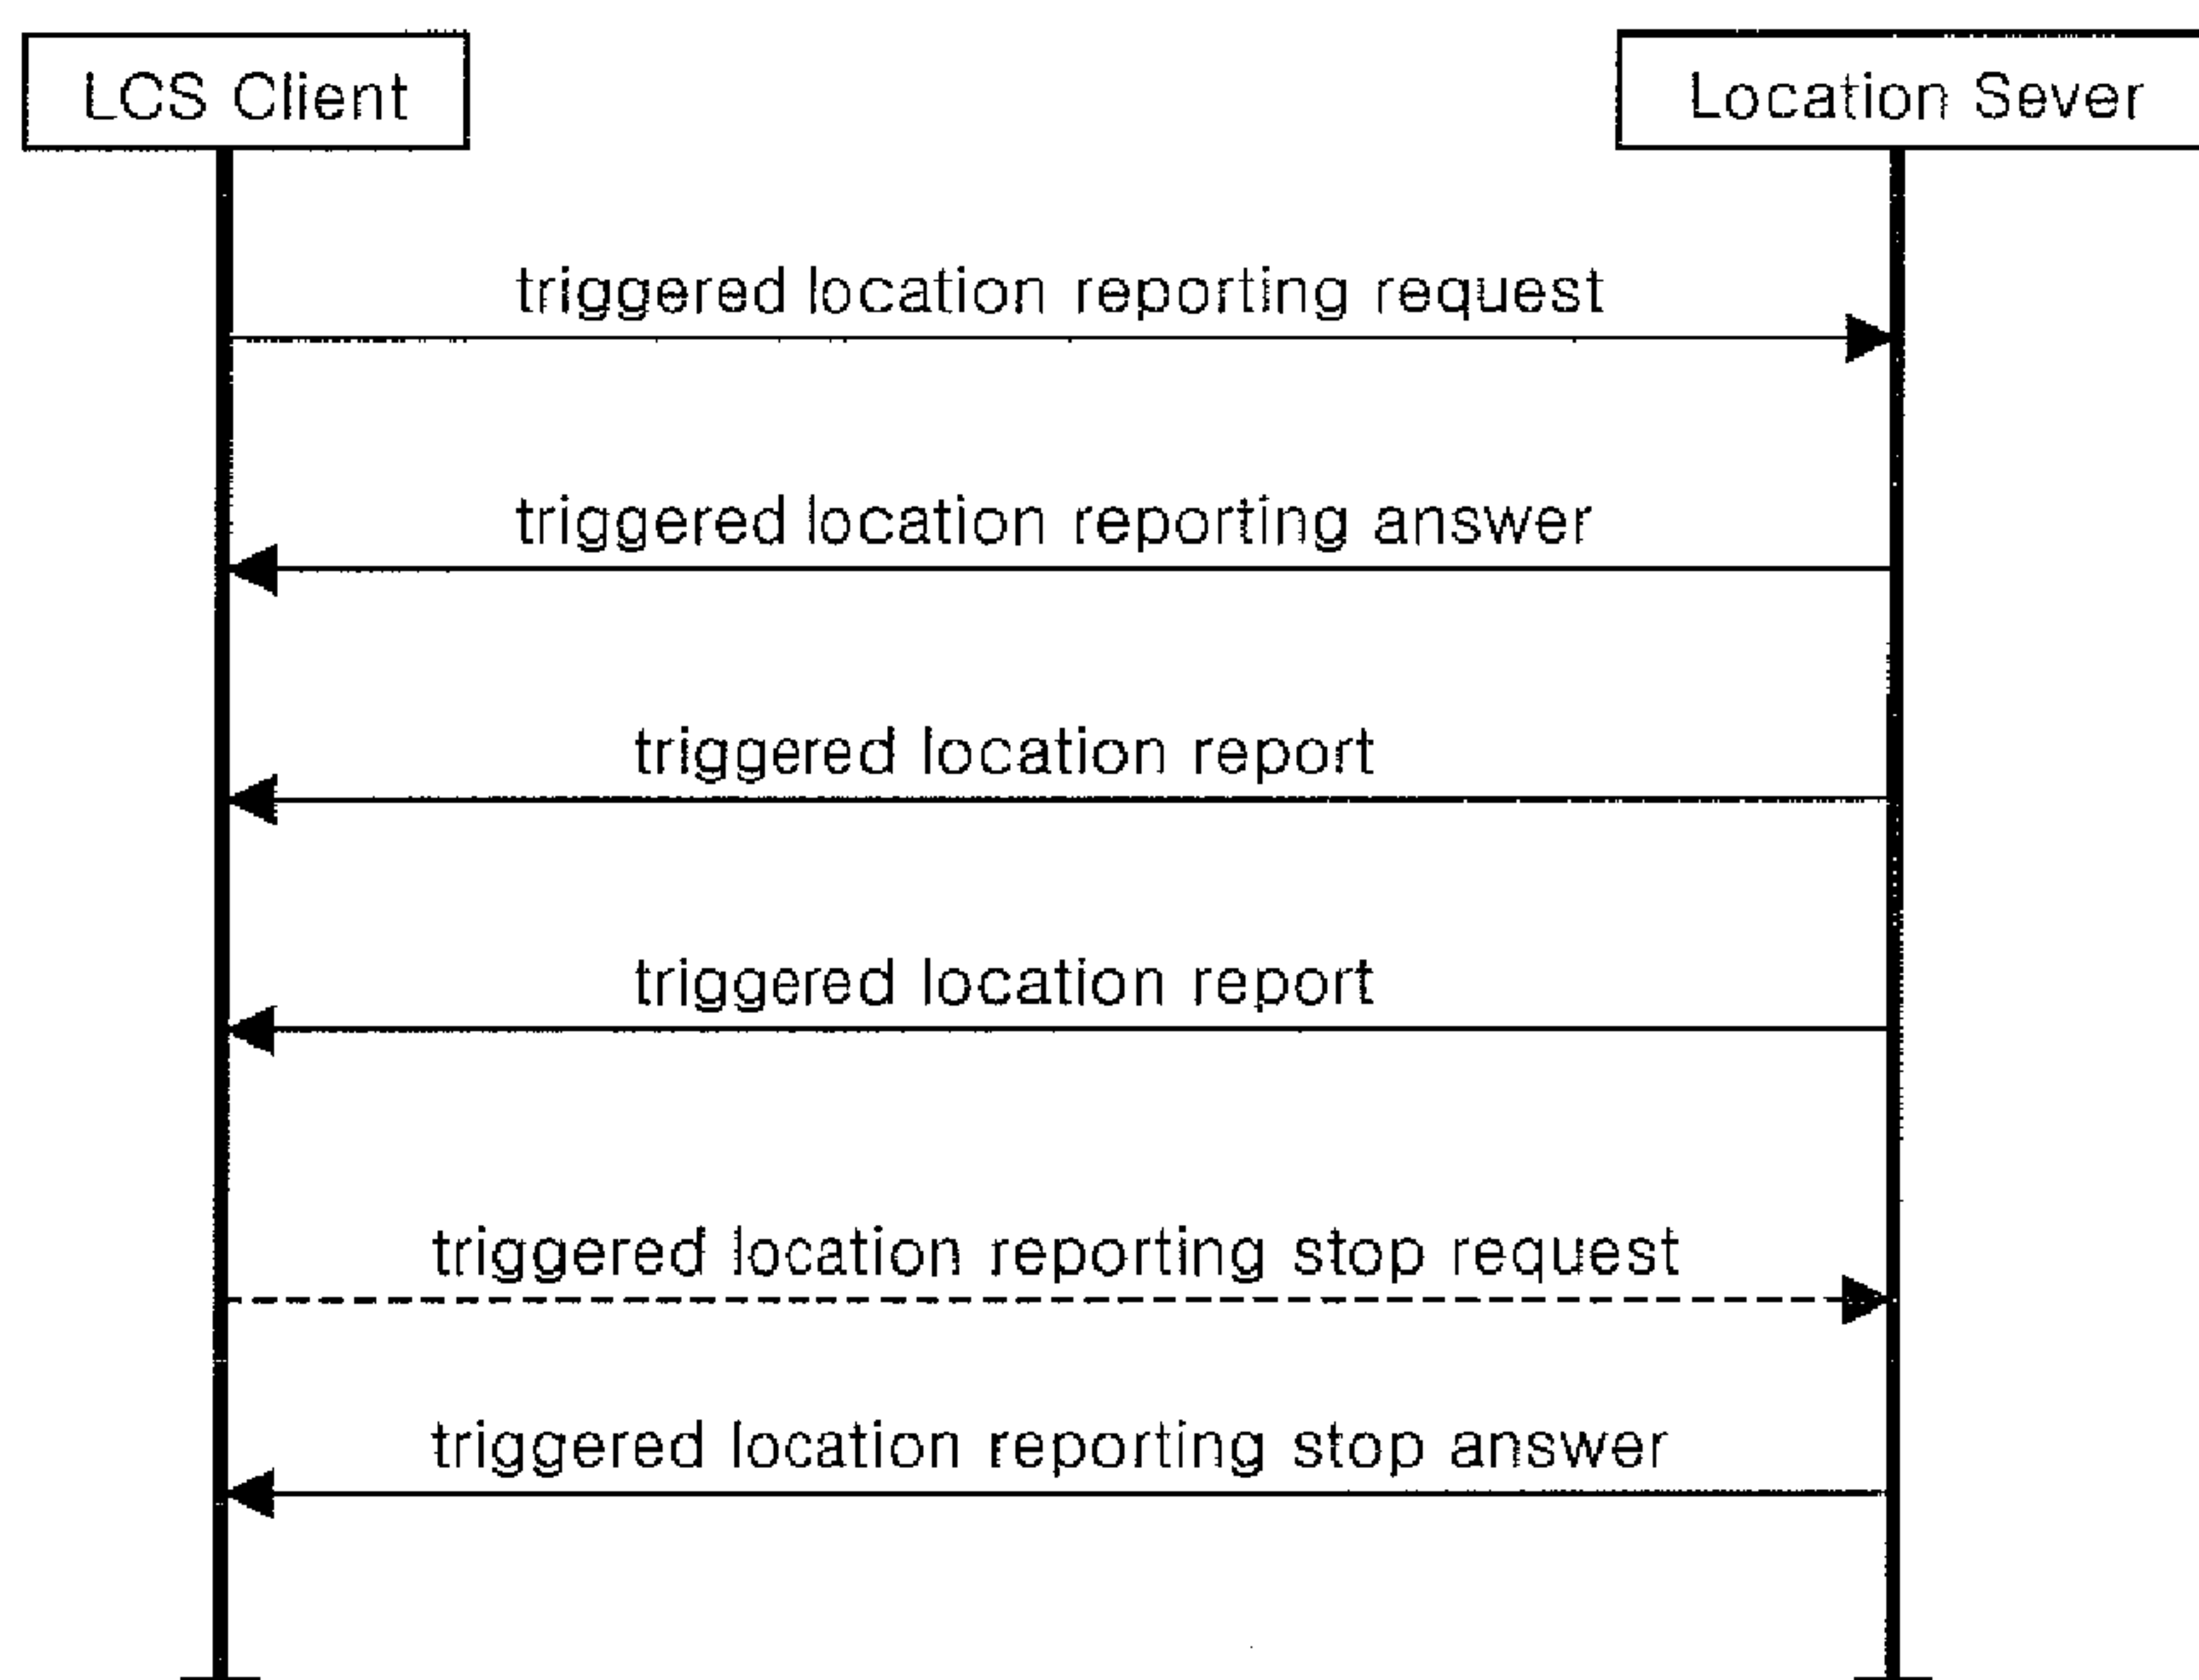 LCS Client
Location Sever
triggered location reporting request
triggered location reporting answer
triggered location report
triggered location report
triggered location reporting stop request
triggered location reporting stop answer